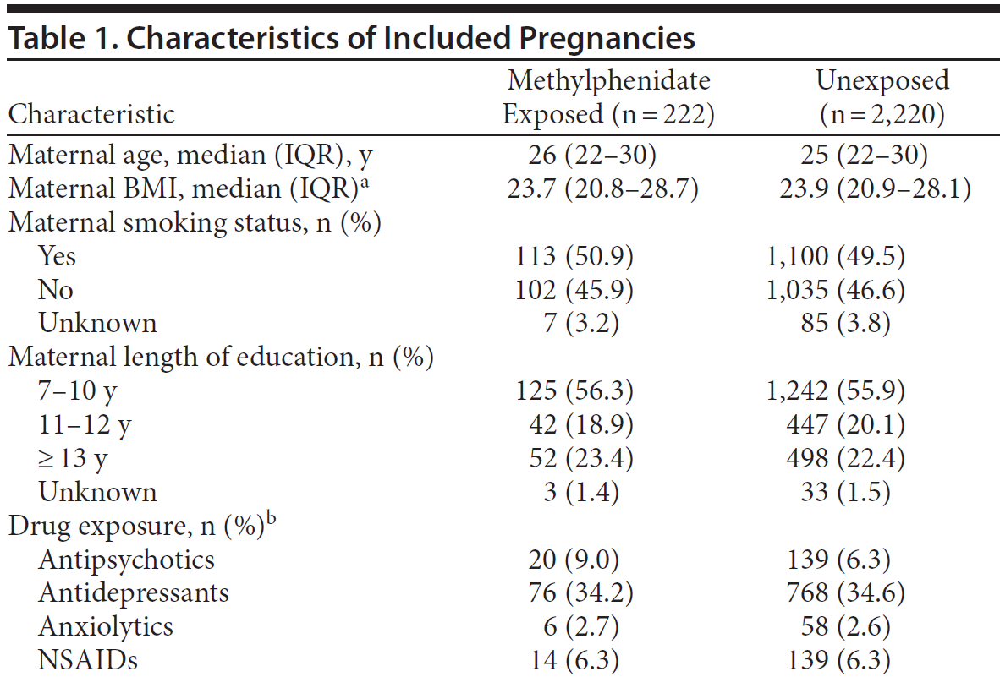 Table 1. Characteristics of Included Pregnancies
Characteristic Methylphenidate Exposed (n = 222) Unexposed (n = 2,220)
Maternal age, median (IQR), y 26 (22–30) 25 (22–30)
Maternal BMI, median (IQR)a 23.7 (20.8–28.7) 23.9 (20.9–28.1)
Maternal smoking status, n (%)
Yes 113 (50.9) 1,100 (49.5)
No 102 (45.9) 1,035 (46.6)
Unknown 7 (3.2) 85 (3.8)
Maternal length of education, n (%)
7–10 y 125 (56.3) 1,242 (55.9)
11–12 y 42 (18.9) 447 (20.1)
≥ 13 y 52 (23.4) 498 (22.4)
Unknown 3 (1.4) 33 (1.5)
Drug exposure, n (%)b
Antipsychotics 20 (9.0) 139 (6.3)
Antidepressants 76 (34.2) 768 (34.6)
Anxiolytics 6 (2.7) 58 (2.6)
NSAIDs 14 (6.3) 139 (6.3)